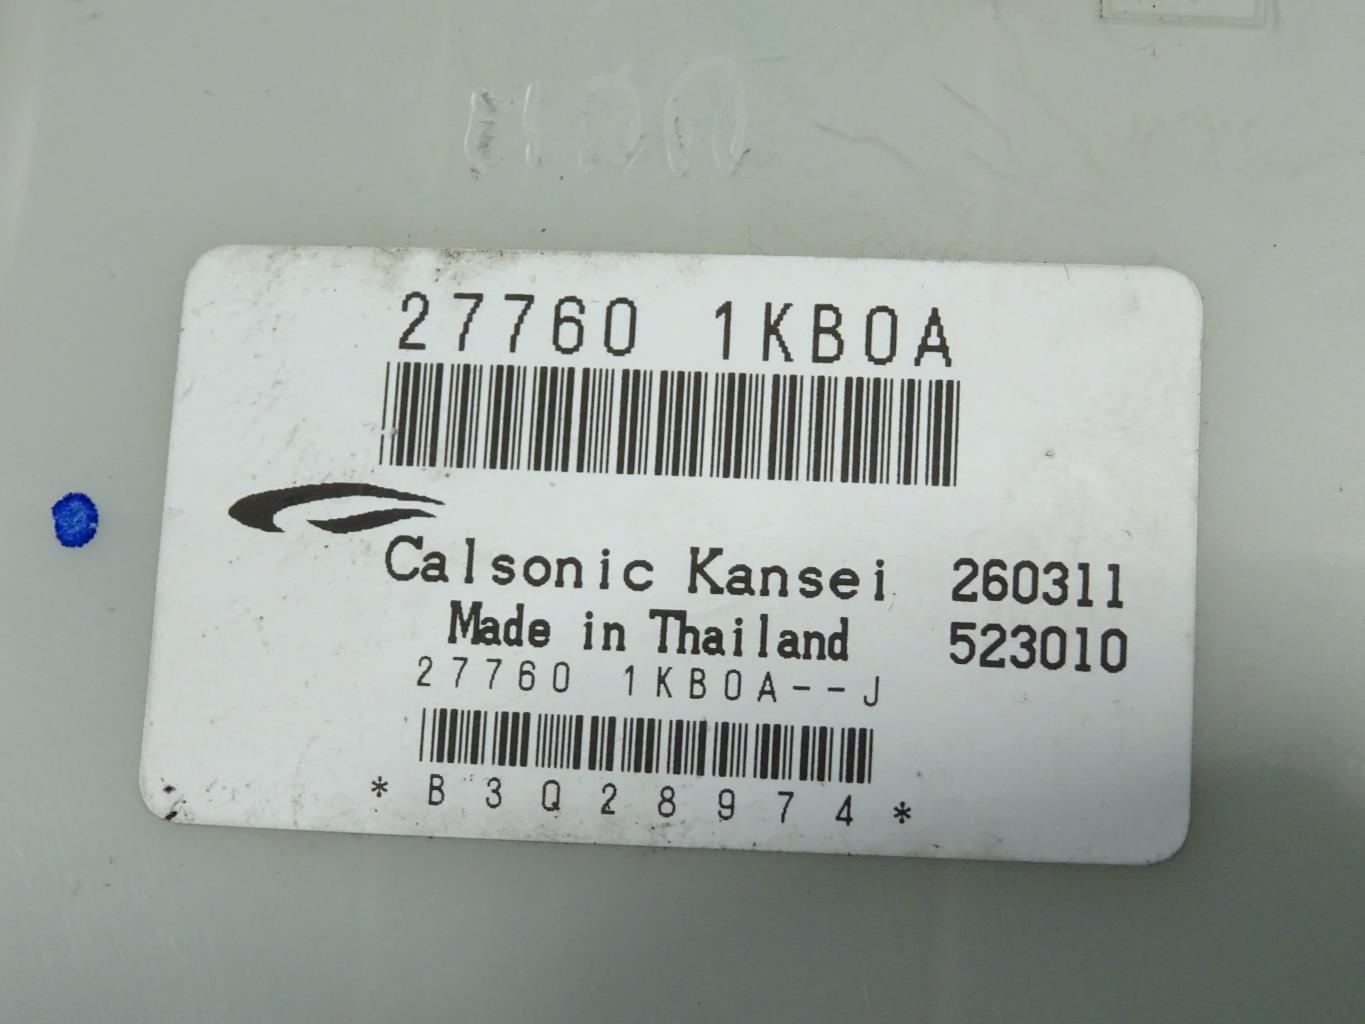 27760 1KB0A
Calsonic Kansei 260311
Made in Thailand 523010
27760 1KB0A--J
*B3Q28974*